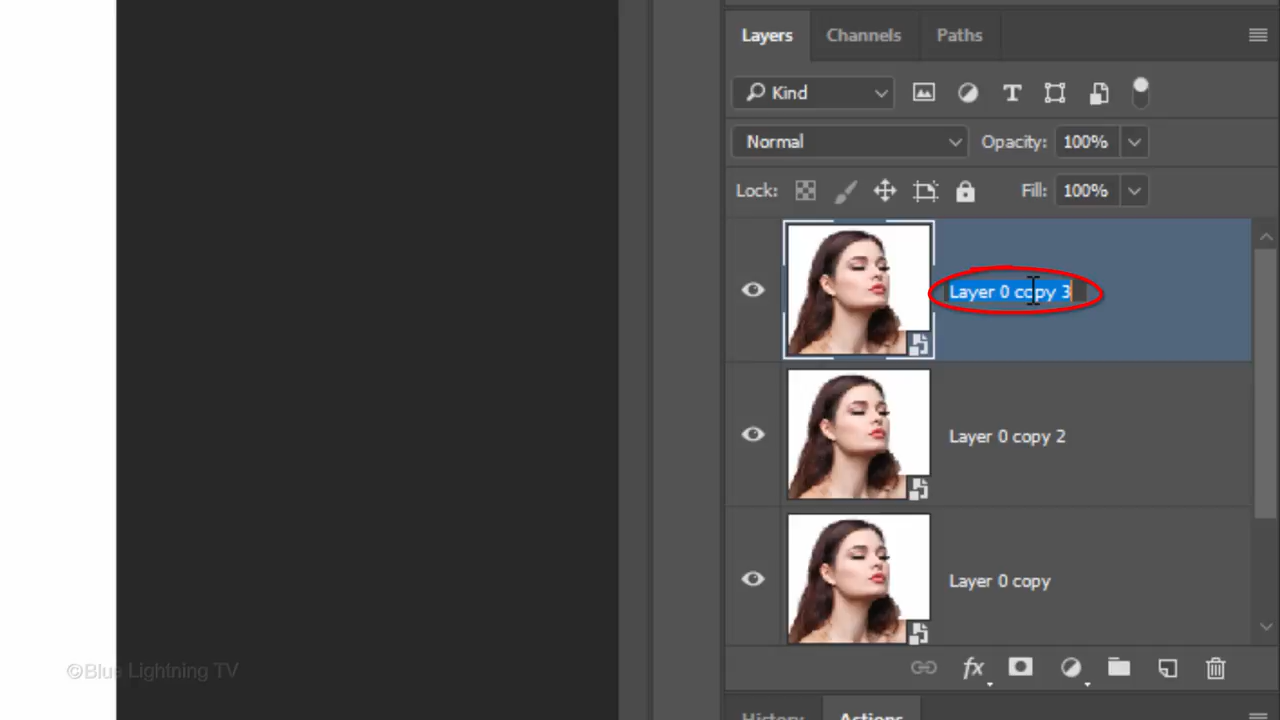 Layers Channels Paths
Kind
Normal Opacity: 100%
Lock: Fill: 100%
Layer 0 copy 3
Layer 0 copy 2
Layer 0 copy
fx
©Blue Lightning TV
History Actions